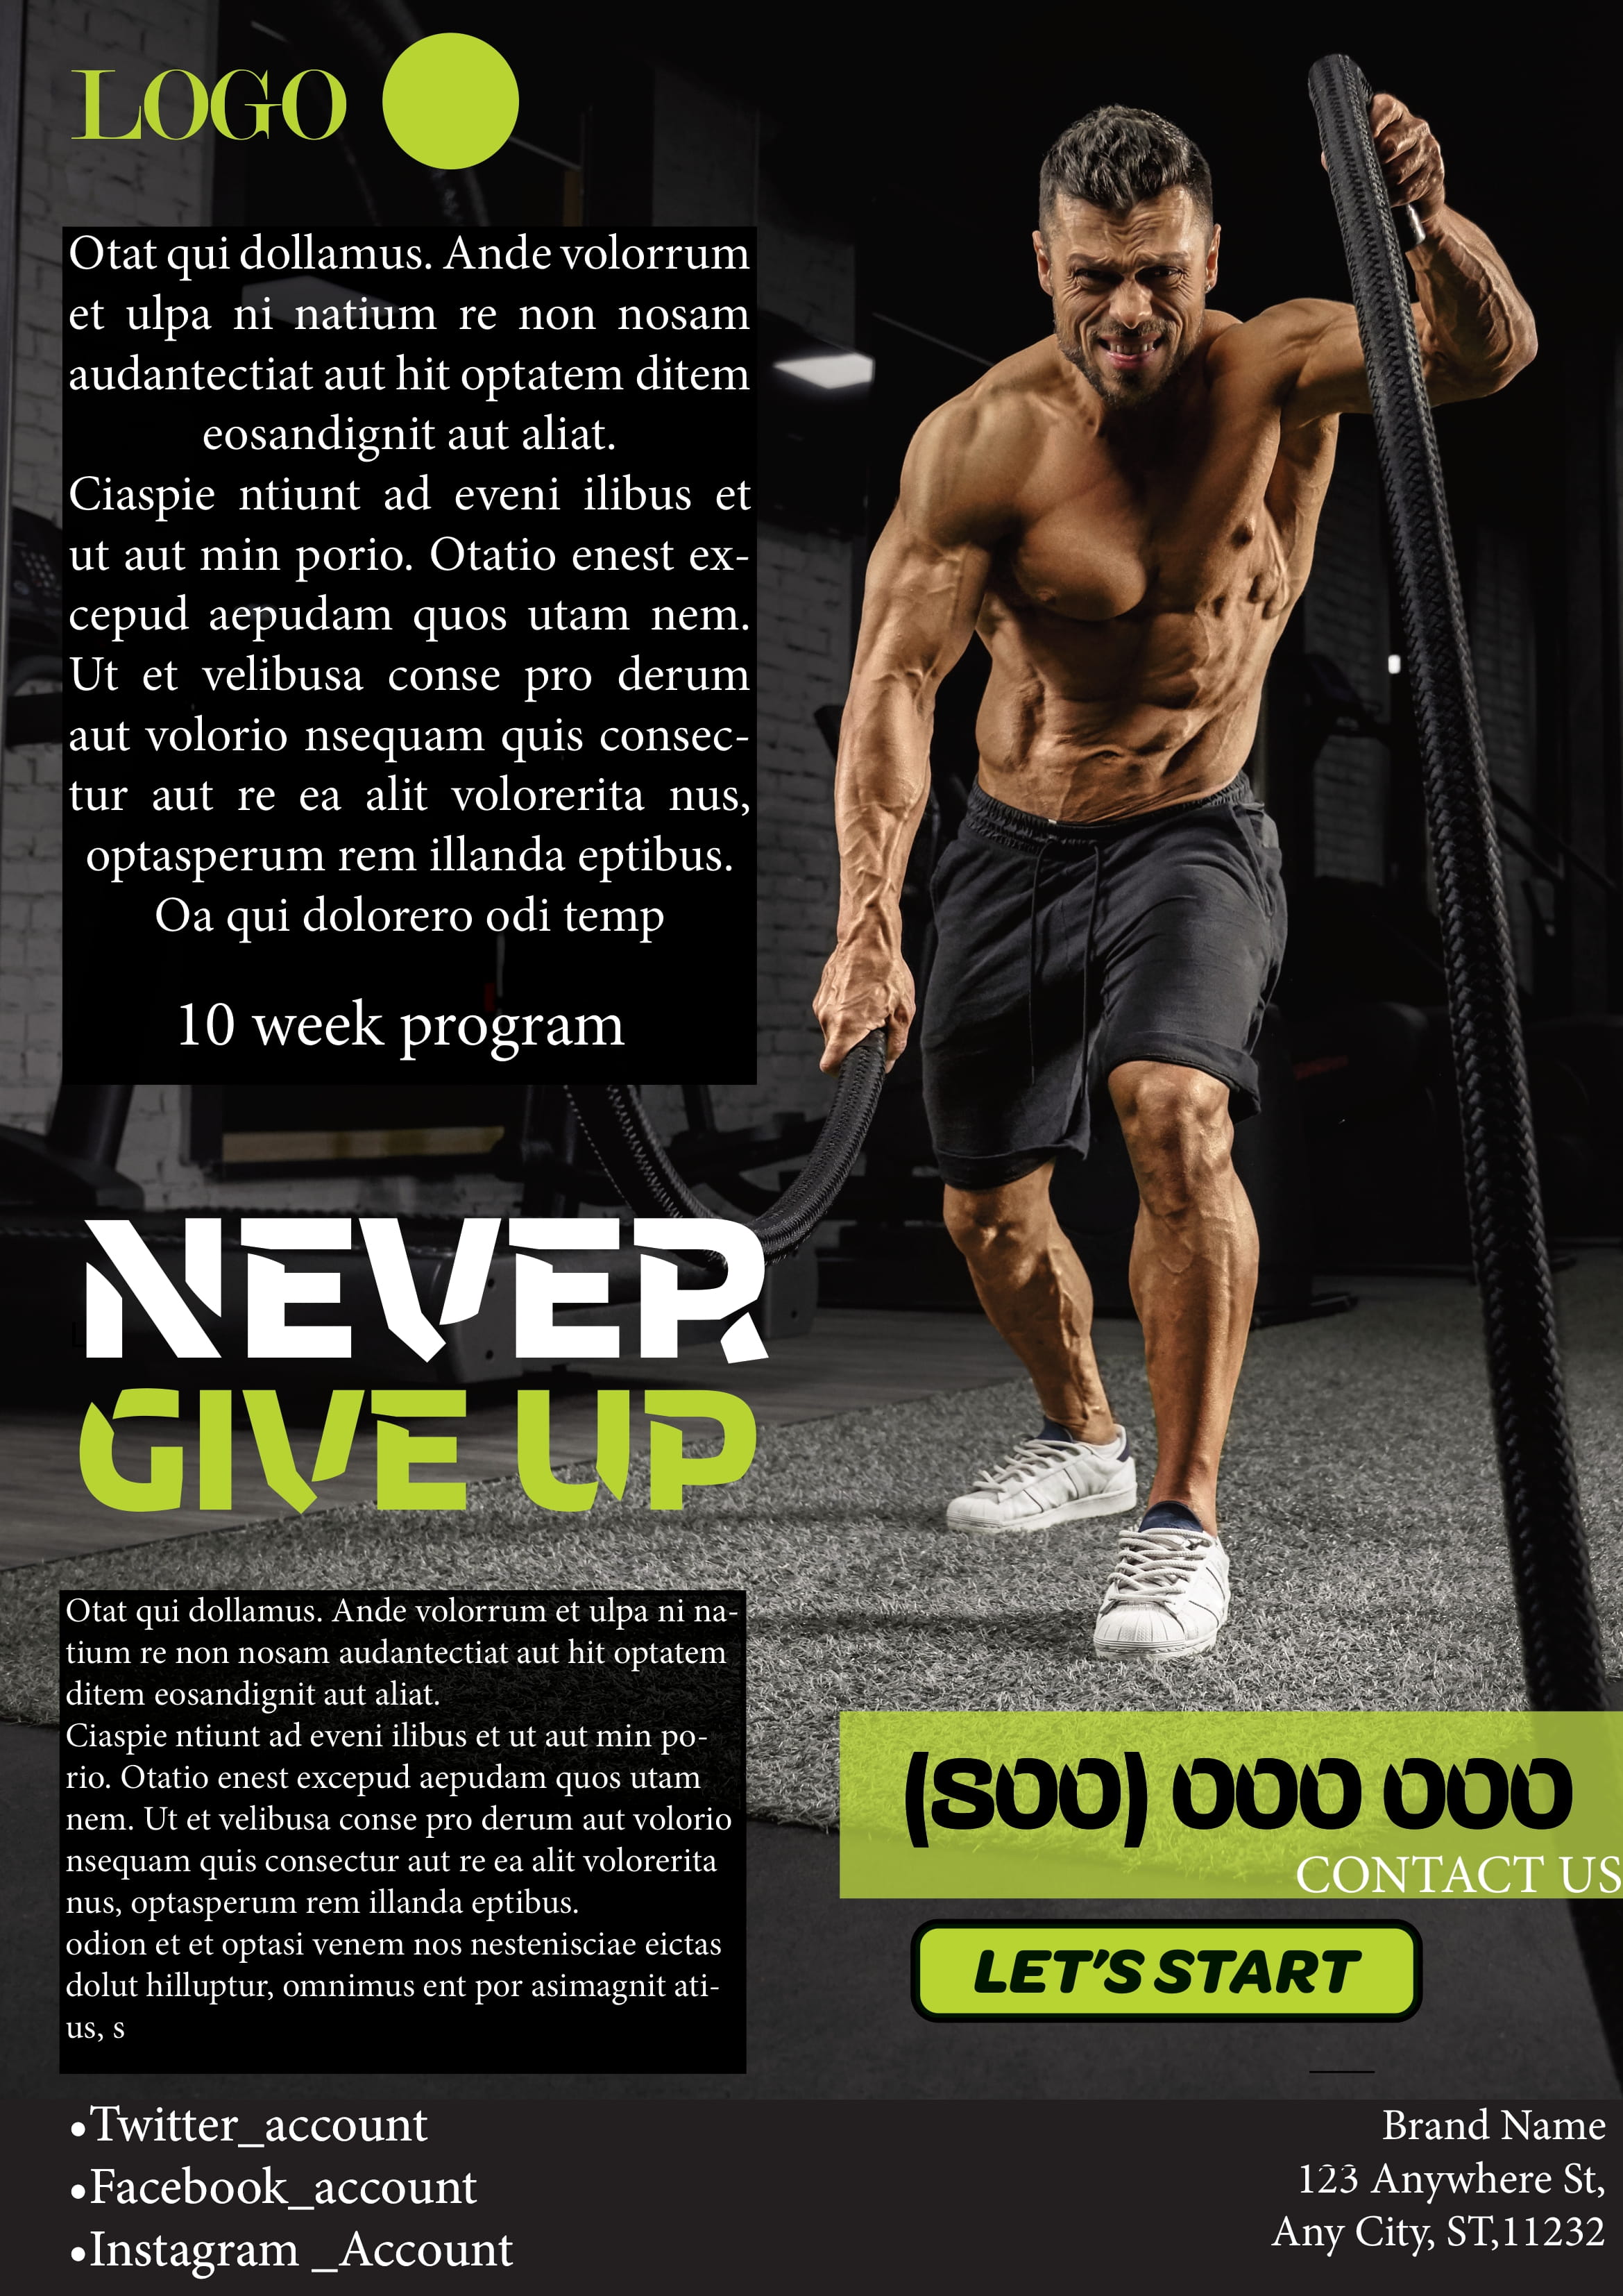 LOGO
Otat qui dollamus. Ande volorrum
et ulpa ni natium re non nosam
audantectiat aut hit optatem ditem
eosandignit aut aliat.
Ciaspie ntiunt ad eveni ilibus et
ut aut min porio. Otatio enest ex-
cepud aepudam quos utam nem.
Ut et velibusa conse pro derum
aut volorio nsequam quis consec-
tur aut re ea alit volorerita nus,
optasperum rem illanda eptibus.
Oa qui dolorero odi temp
10 week program
NEVER
GIVE UP
Otat qui dollamus. Ande volorrum et ulpa ni na-
tium re non nosam audantectiat aut hit optatem
ditem eosandignit aut aliat.
Ciaspie ntiunt ad eveni ilibus et ut aut min po-
rio. Otatio enest excepud aepudam quos utam
nem. Ut et velibusa conse pro derum aut volorio
nsequam quis consectur aut re ea alit volorerita
nus, optasperum rem illanda eptibus.
odion et et optasi venem nos nestenisciae eictas
dolut hilluptur, omnimus ent por asimagnit ati-
us, s
(800) 000 000
CONTACT US
LET'S START
•Twitter_account
•Facebook_account
•Instagram _Account
Brand Name
123 Anywhere St,
Any City, ST,11232